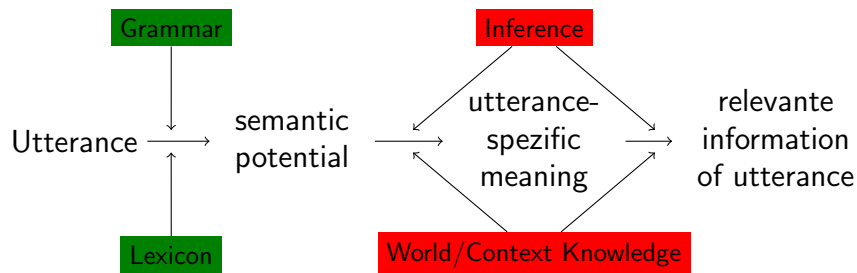 Grammar
Inference
Utterance
semantic
potential
utterance-
spezific
meaning
relevante
information
of utterance
Lexicon
World/Context Knowledge